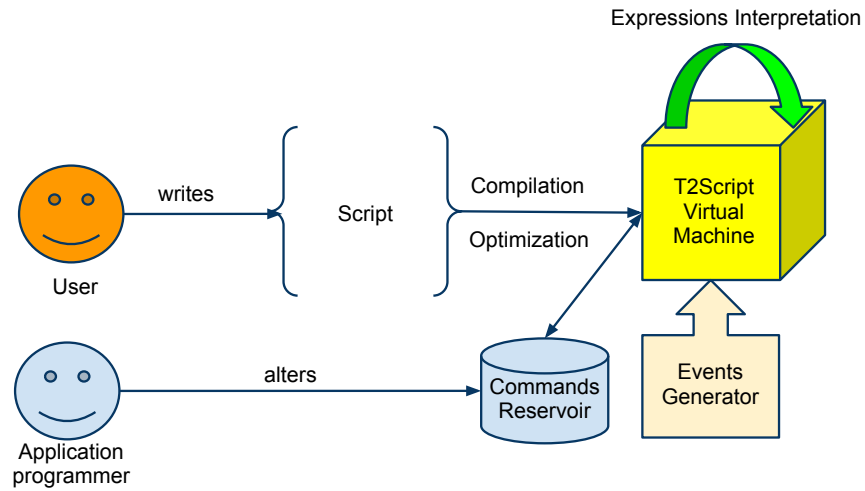 Expressions Interpretation
T2Script
Virtual
Machine
writes
Script
Compilation
Optimization
User
alters
Commands
Reservoir
Events
Generator
Application
programmer